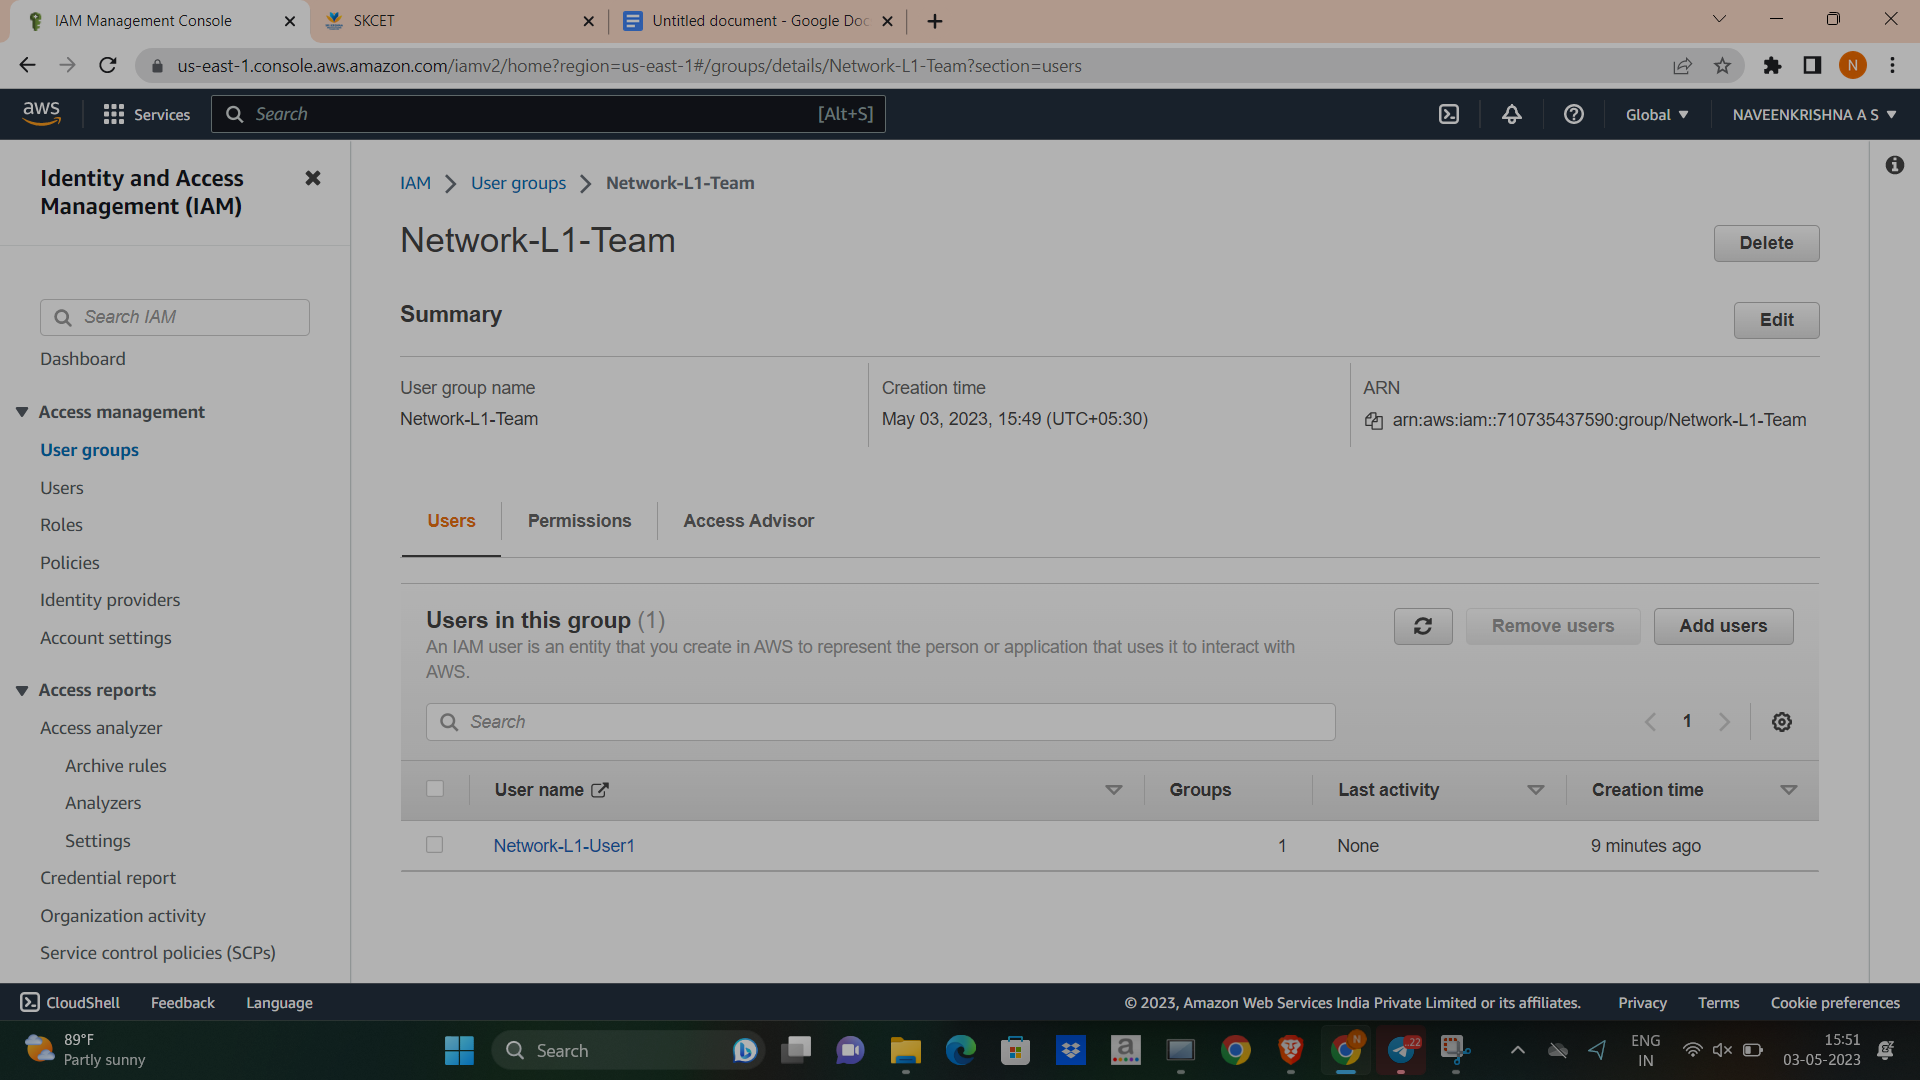 IAM Management Console
SKCET
Untitled document - Google Doc
us-east-1.console.aws.amazon.com/iamv2/home?region=us-east-1#/groups/details/Network-L1-Team?section=users
N
aws
Services
Search
[Alt+S]
Global
NAVEENKRISHNA A S
Identity and Access
Management (IAM)
Search IAM
Dashboard
Access management
User groups
Users
Roles
Policies
Identity providers
Account settings
Access reports
Access analyzer
Archive rules
Analyzers
Settings
Credential report
Organization activity
Service control policies (SCPs)
IAM
User groups
Network-L1-Team
Network-L1-Team
Delete
Summary
Edit
User group name
Network-L1-Team
Creation time
May 03, 2023, 15:49 (UTC+05:30)
ARN
arn:aws:iam::710735437590:group/Network-L1-Team
Users
Permissions
Access Advisor
Users in this group (1)
An IAM user is an entity that you create in AWS to represent the person or application that uses it to interact with
AWS.
Remove users
Add users
Search
1
User name
Groups
Last activity
Creation time
Network-L1-User1
1
None
9 minutes ago
CloudShell
Feedback
Language
© 2023, Amazon Web Services India Private Limited or its affiliates.
Privacy
Terms
Cookie preferences
89°F
Partly sunny
Search
a
N
..22
ENG
IN
15:51
03-05-2023